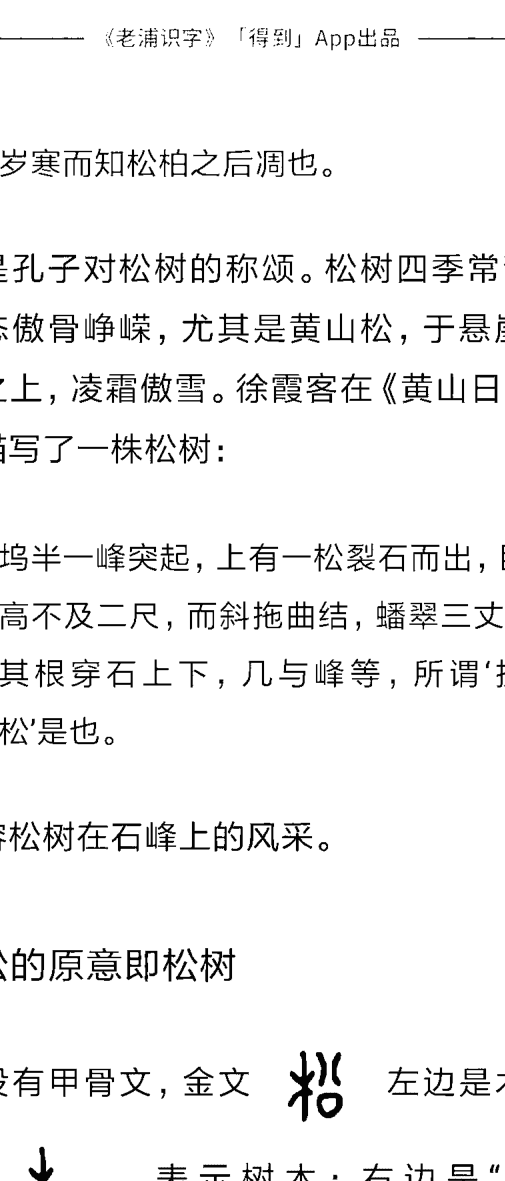 《老浦识字》「得到」App出品
岁寒而知松柏之后凋也。
是孔子对松树的称颂。松树四季常
态傲骨峥嵘，尤其是黄山松，于悬崖
之上，凌霜傲雪。徐霞客在《黄山日
描写了一株松树：
坞半一峰突起，上有一松裂石而出，
高不及二尺，而斜拖曲结，蟠翠三丈
其根穿石上下，几与峰等，所谓‘
松’是也。
容松树在石峰上的风采。
松的原意即松树
没有甲骨文，金文 左边是木
表示树木；右边是“